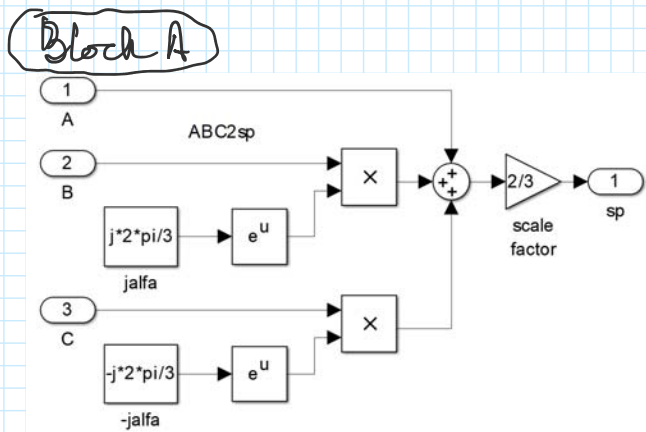 Block A
1
A
ABC2sp
2
B
×
+
+
+
2/3
1
sp
scale
factor
j*2*pi/3
e^u
jalfa
3
C
×
-j*2*pi/3
e^u
-jalfa